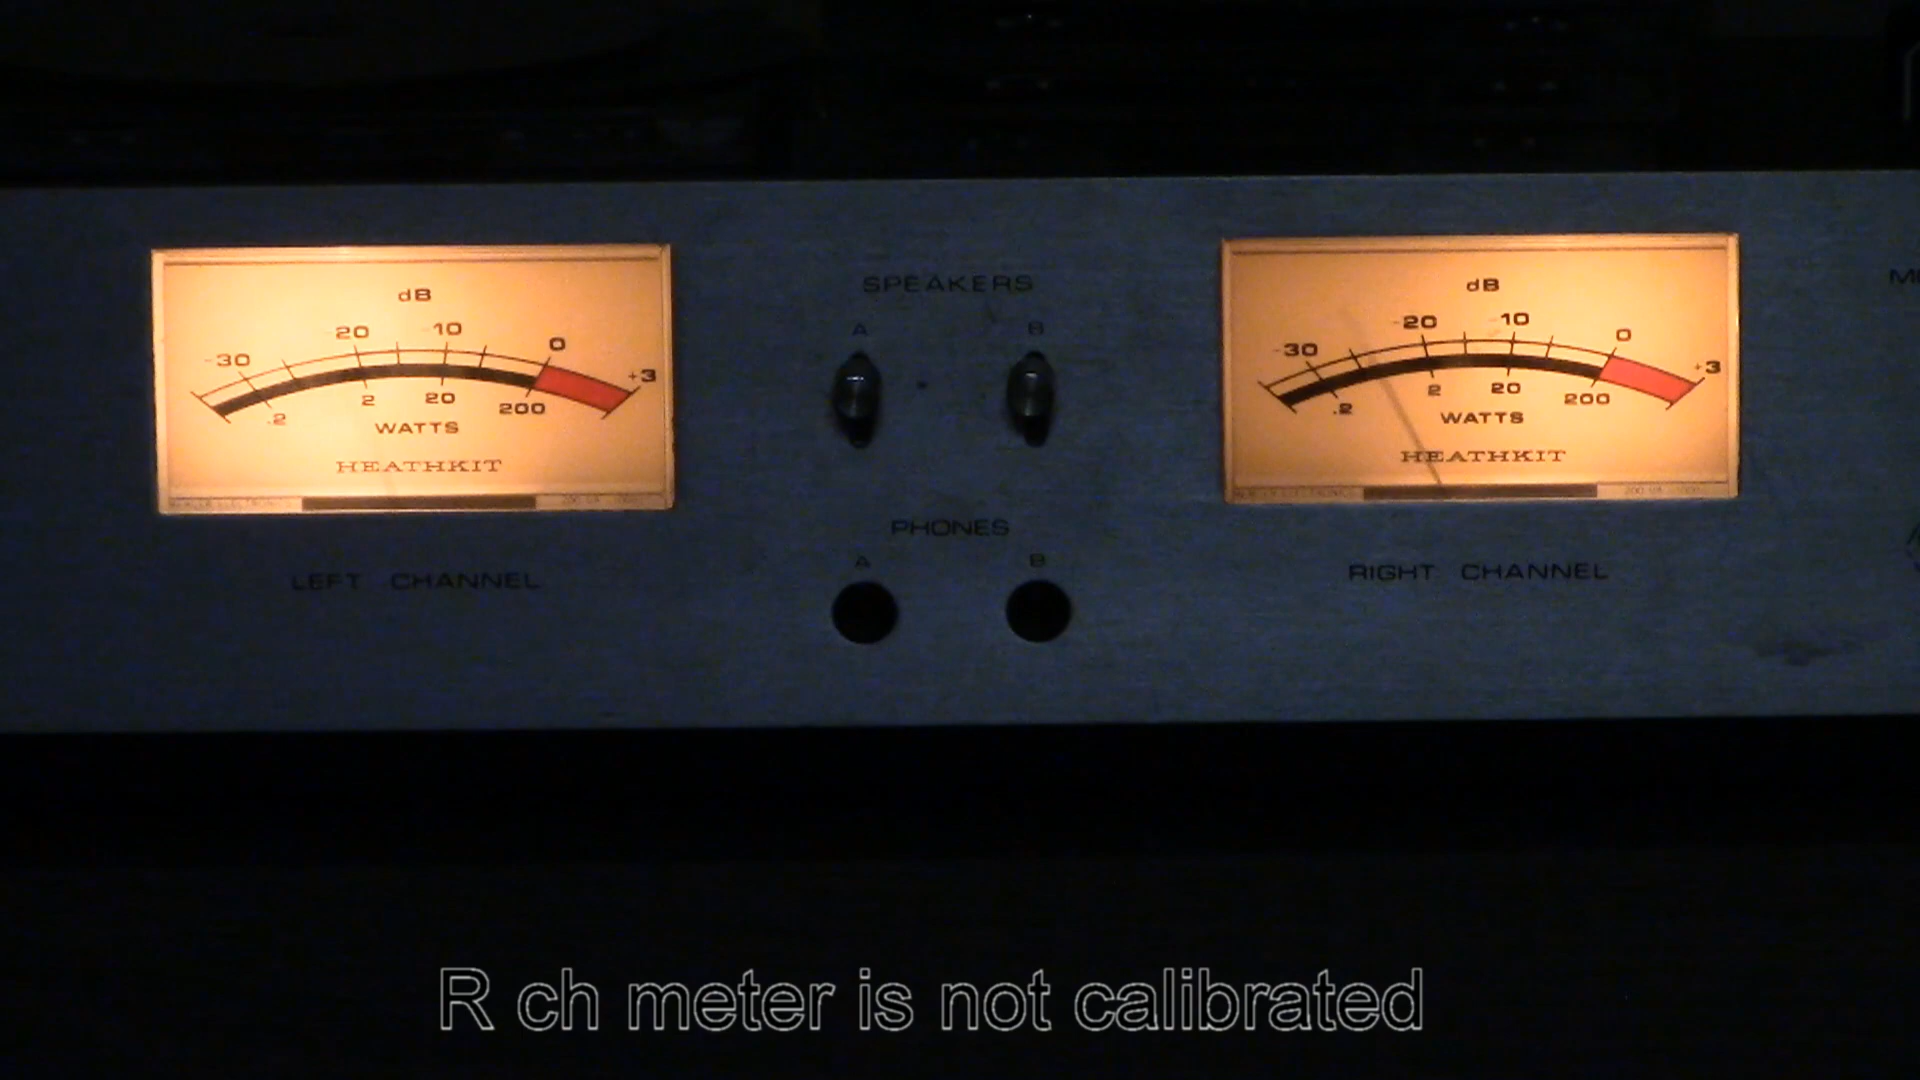 dB
-30 -20 -10 0 +3
.2 2 20 200
WATTS
HEATHKIT
LEFT CHANNEL
SPEAKERS
A B
PHONES
A B
dB
-30 -20 -10 0 +3
.2 2 20 200
WATTS
HEATHKIT
RIGHT CHANNEL
R ch meter is not calibrated